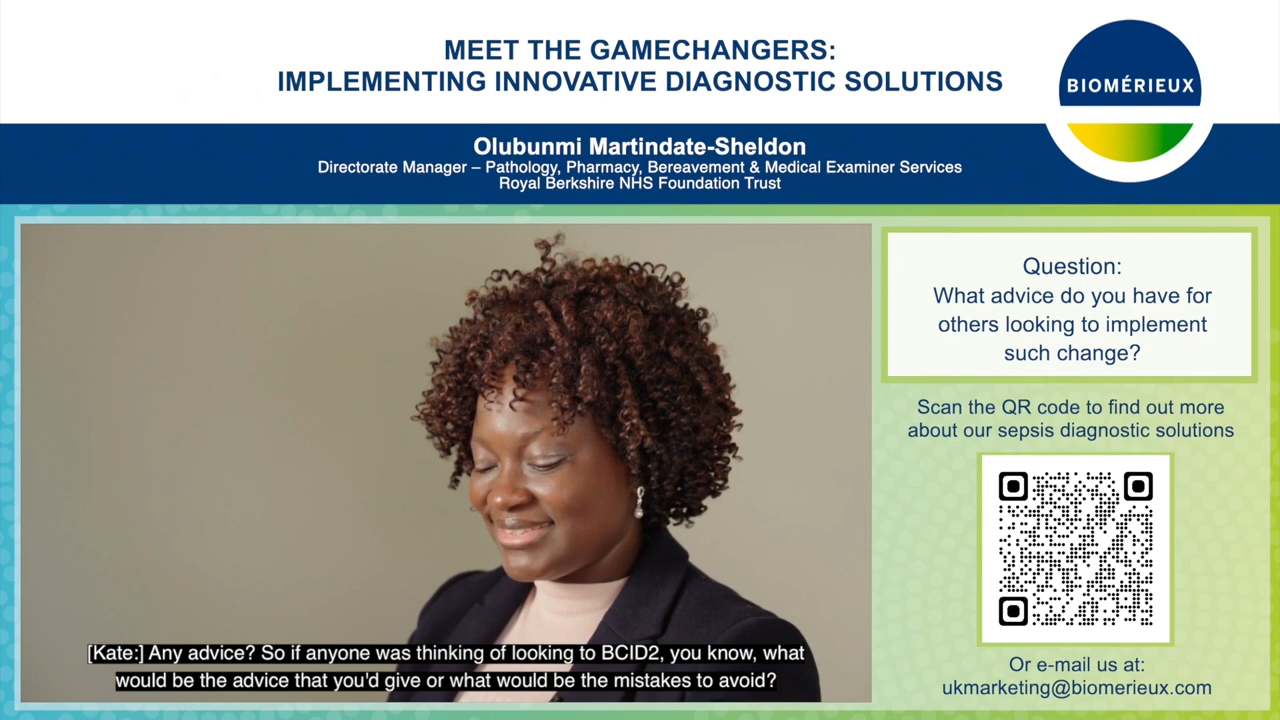 MEET THE GAMECHANGERS:
IMPLEMENTING INNOVATIVE DIAGNOSTIC SOLUTIONS
BIOMÉRIEUX
Olubunmi Martindate-Sheldon
Directorate Manager – Pathology, Pharmacy, Bereavement & Medical Examiner Services
Royal Berkshire NHS Foundation Trust
Question:
What advice do you have for
others looking to implement
such change?
Scan the QR code to find out more
about our sepsis diagnostic solutions
Or e-mail us at:
ukmarketing@biomerieux.com
[Kate:] Any advice? So if anyone was thinking of looking to BCID2, you know, what
would be the advice that you'd give or what would be the mistakes to avoid?